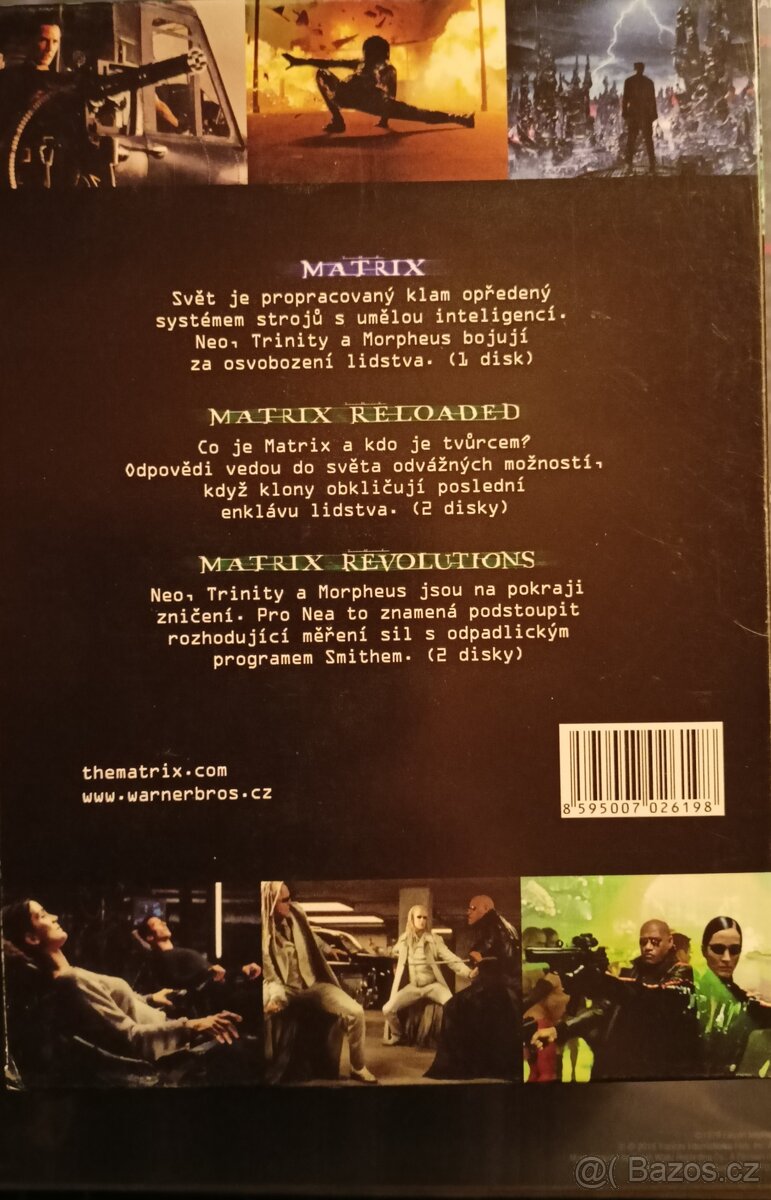 THE
MATRIX
Svět je propracovaný klam opředený
systémem strojů s umělou inteligencí.
Neo, Trinity a Morpheus bojují
za osvobození lidstva. (1 disk)
THE
MATRIX RELOADED
Co je Matrix a kdo je tvůrcem?
Odpovědi vedou do světa odvážných možností,
když klony obkličují poslední
enklávu lidstva. (2 disky)
THE
MATRIX REVOLUTIONS
Neo, Trinity a Morpheus jsou na pokraji
zničení. Pro Nea to znamená podstoupit
rozhodující měření sil s odpadlickým
programem Smithem. (2 disky)
thematrix.com
www.warnerbros.cz
8 595007 026198
@( Bazos.cz